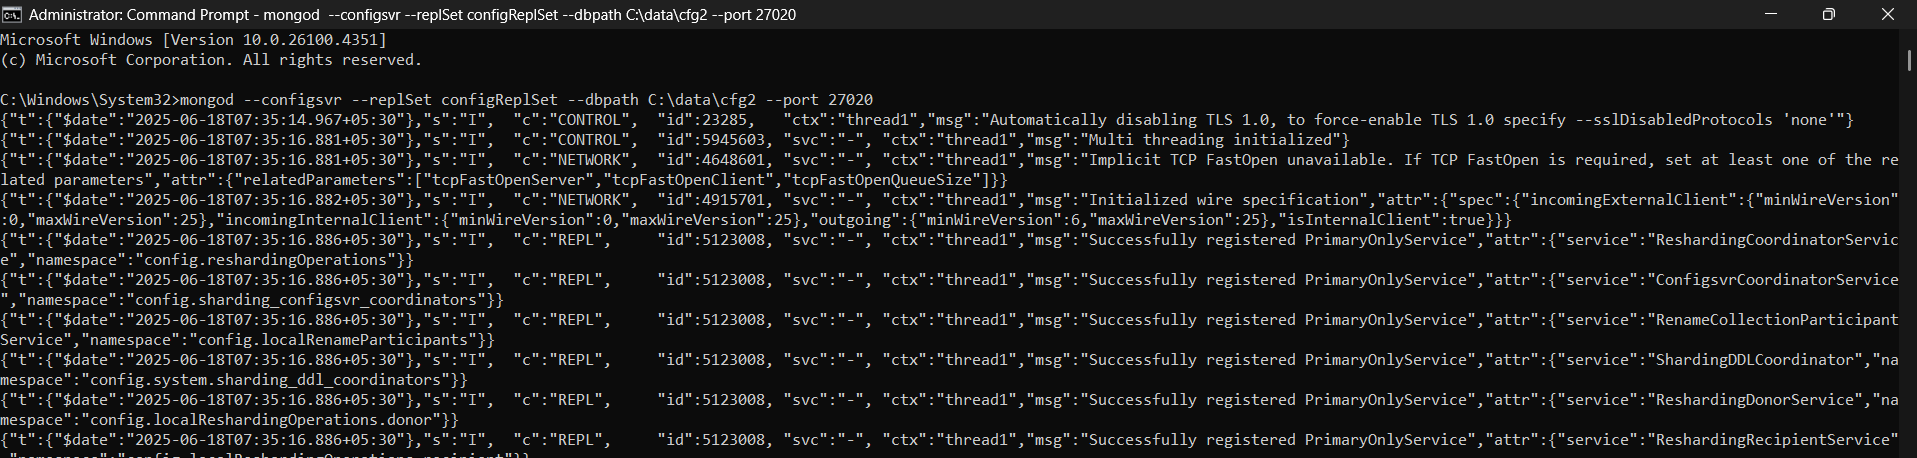 Administrator: Command Prompt - mongod  --configsvr --replSet configReplSet --dbpath C:\data\cfg2 --port 27020
Microsoft Windows [Version 10.0.26100.4351]
(c) Microsoft Corporation. All rights reserved.
C:\Windows\System32>mongod --configsvr --replSet configReplSet --dbpath C:\data\cfg2 --port 27020
{"t":{"$date":"2025-06-18T07:35:14.967+05:30"},"s":"I",  "c":"CONTROL",  "id":23285,   "ctx":"thread1","msg":"Automatically disabling TLS 1.0, to force-enable TLS 1.0 specify --sslDisabledProtocols 'none'"}
{"t":{"$date":"2025-06-18T07:35:16.881+05:30"},"s":"I",  "c":"CONTROL",  "id":5945603, "svc":"-", "ctx":"thread1","msg":"Multi threading initialized"}
{"t":{"$date":"2025-06-18T07:35:16.881+05:30"},"s":"I",  "c":"NETWORK",  "id":4648601, "svc":"-", "ctx":"thread1","msg":"Implicit TCP FastOpen unavailable. If TCP FastOpen is required, set at least one of the re
lated parameters","attr":{"relatedParameters":["tcpFastOpenServer","tcpFastOpenClient","tcpFastOpenQueueSize"]}}
{"t":{"$date":"2025-06-18T07:35:16.882+05:30"},"s":"I",  "c":"NETWORK",  "id":4915701, "svc":"-", "ctx":"thread1","msg":"Initialized wire specification","attr":{"spec":{"incomingExternalClient":{"minWireVersion"
:0,"maxWireVersion":25},"incomingInternalClient":{"minWireVersion":0,"maxWireVersion":25},"outgoing":{"minWireVersion":6,"maxWireVersion":25},"isInternalClient":true}}}
{"t":{"$date":"2025-06-18T07:35:16.886+05:30"},"s":"I",  "c":"REPL",     "id":5123008, "svc":"-", "ctx":"thread1","msg":"Successfully registered PrimaryOnlyService","attr":{"service":"ReshardingCoordinatorServic
e","namespace":"config.reshardingOperations"}}
{"t":{"$date":"2025-06-18T07:35:16.886+05:30"},"s":"I",  "c":"REPL",     "id":5123008, "svc":"-", "ctx":"thread1","msg":"Successfully registered PrimaryOnlyService","attr":{"service":"ConfigsvrCoordinatorService
","namespace":"config.sharding_configsvr_coordinators"}}
{"t":{"$date":"2025-06-18T07:35:16.886+05:30"},"s":"I",  "c":"REPL",     "id":5123008, "svc":"-", "ctx":"thread1","msg":"Successfully registered PrimaryOnlyService","attr":{"service":"RenameCollectionParticipant
Service","namespace":"config.localRenameParticipants"}}
{"t":{"$date":"2025-06-18T07:35:16.886+05:30"},"s":"I",  "c":"REPL",     "id":5123008, "svc":"-", "ctx":"thread1","msg":"Successfully registered PrimaryOnlyService","attr":{"service":"ShardingDDLCoordinator","na
mespace":"config.system.sharding_ddl_coordinators"}}
{"t":{"$date":"2025-06-18T07:35:16.886+05:30"},"s":"I",  "c":"REPL",     "id":5123008, "svc":"-", "ctx":"thread1","msg":"Successfully registered PrimaryOnlyService","attr":{"service":"ReshardingDonorService","na
mespace":"config.localReshardingOperations.donor"}}
{"t":{"$date":"2025-06-18T07:35:16.886+05:30"},"s":"I",  "c":"REPL",     "id":5123008, "svc":"-", "ctx":"thread1","msg":"Successfully registered PrimaryOnlyService","attr":{"service":"ReshardingRecipientService"